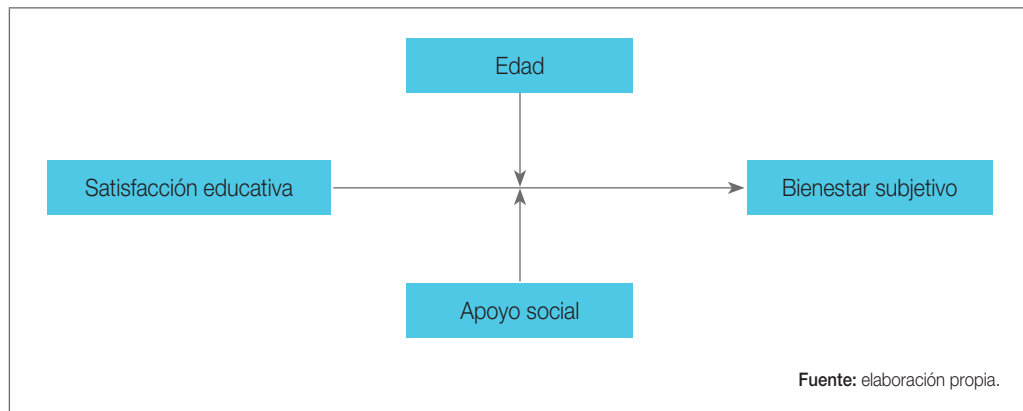 Edad
Satisfacción educativa
Bienestar subjetivo
Apoyo social
Fuente: elaboración propia.